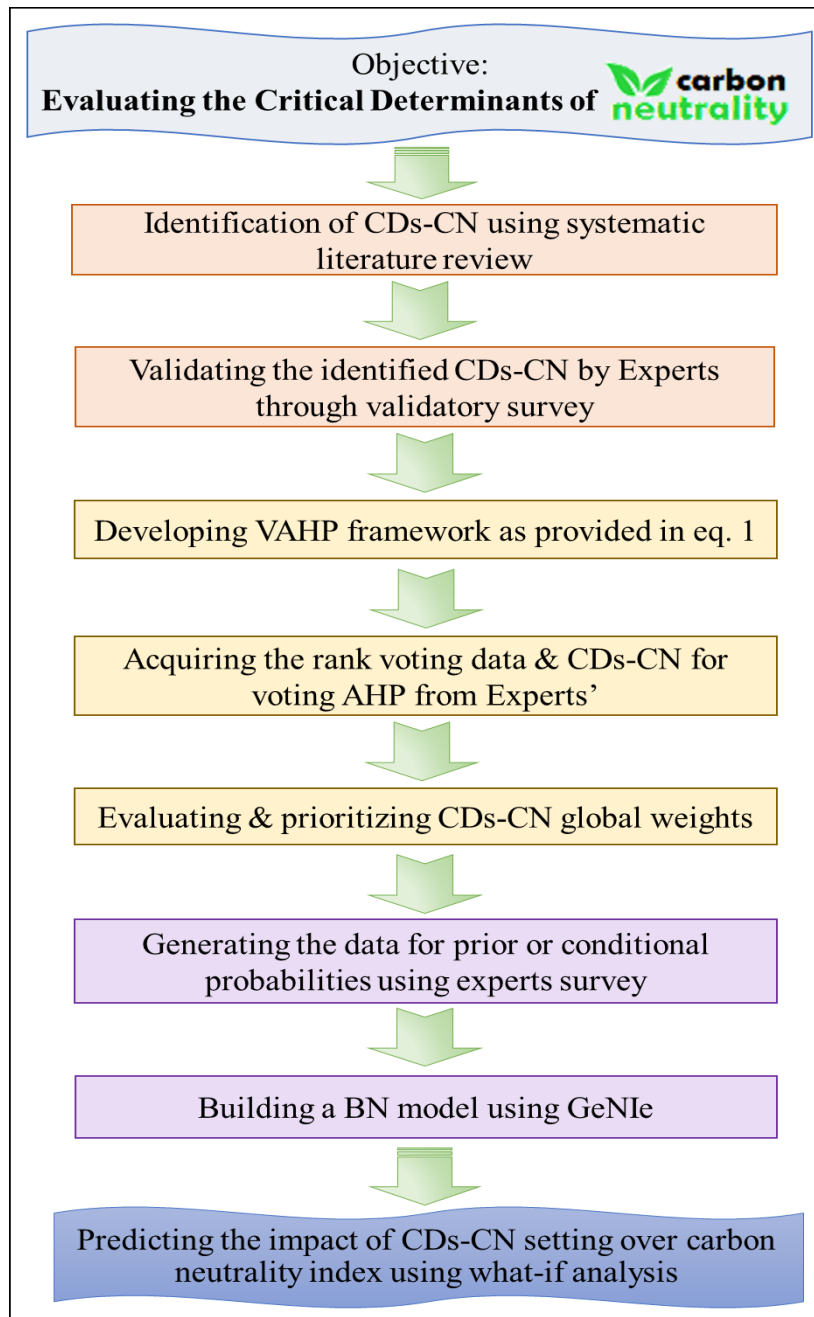 Objective:
Evaluating the Critical Determinants of
carbon
neutrality
Identification of CDs-CN using systematic
literature review
Validating the identified CDs-CN by Experts
through validatory survey
Developing VAHP framework as provided in eq. 1
Acquiring the rank voting data & CDs-CN for
voting AHP from Experts’
Evaluating & prioritizing CDs-CN global weights
Generating the data for prior or conditional
probabilities using experts survey
Building a BN model using GeNIe
Predicting the impact of CDs-CN setting over carbon
neutrality index using what-if analysis